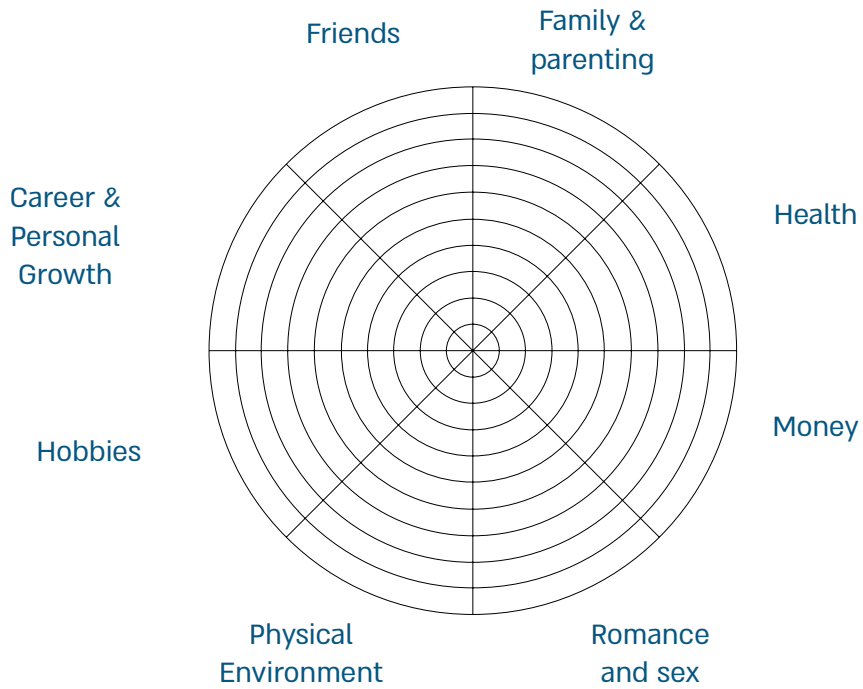 Friends
Family &
parenting
Career &
Personal
Growth
Health
Hobbies
Money
Physical
Environment
Romance
and sex